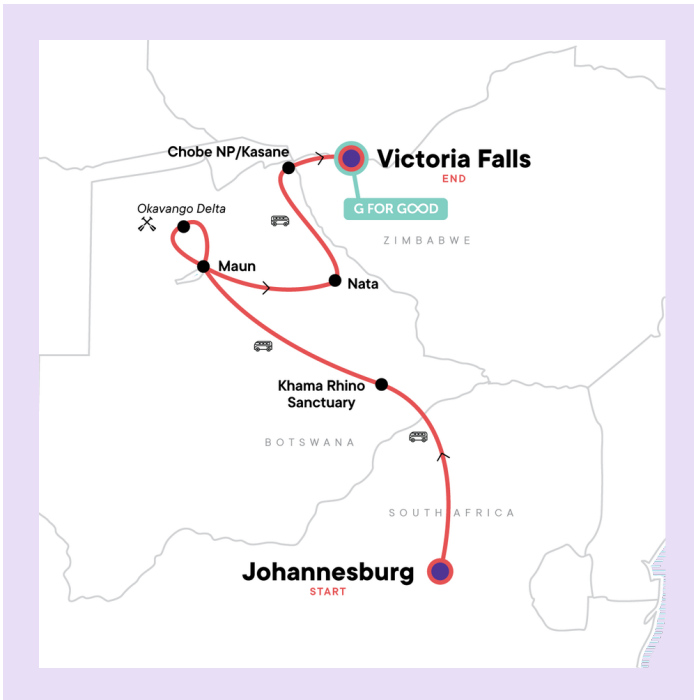 Chobe NP/Kasane
Victoria Falls
END
G FOR GOOD
Okavango Delta
ZIMBABWE
Maun
Nata
Khama Rhino
Sanctuary
BOTSWANA
SOUTH AFRICA
Johannesburg
START